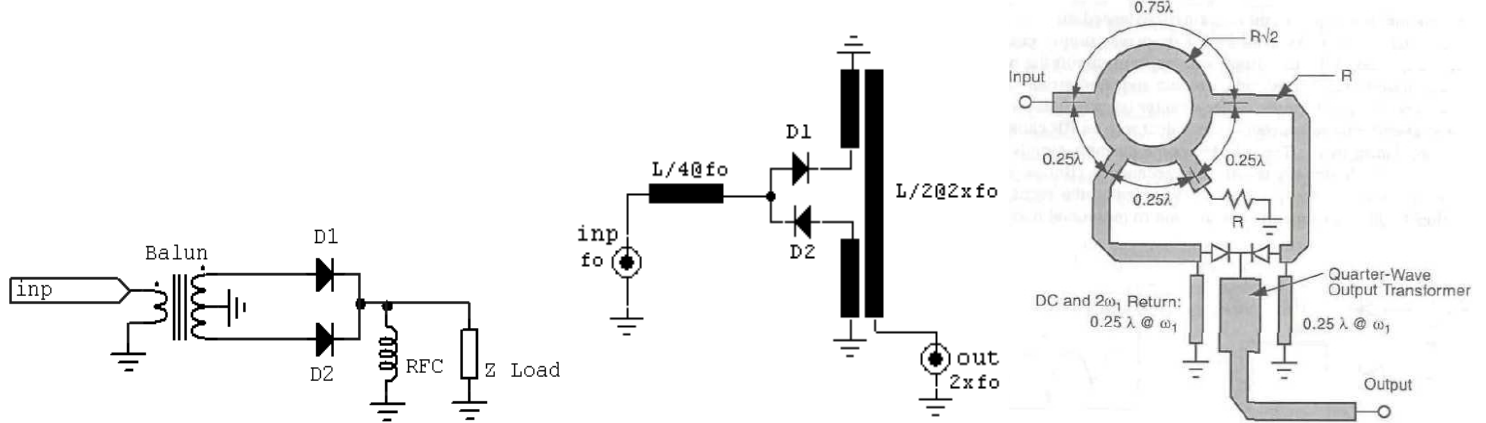 Balun
D1
inp
D2
RFC
Z Load
D1
L/4@fo
L/2@2xfo
inp
fo
D2
out
2xfo
0.75λ
R√2
Input
R
0.25λ
0.25λ
0.25λ
R
Quarter-Wave
Output Transformer
DC and 2ω₁ Return:
0.25 λ @ ω₁
0.25 λ @ ω₁
Output